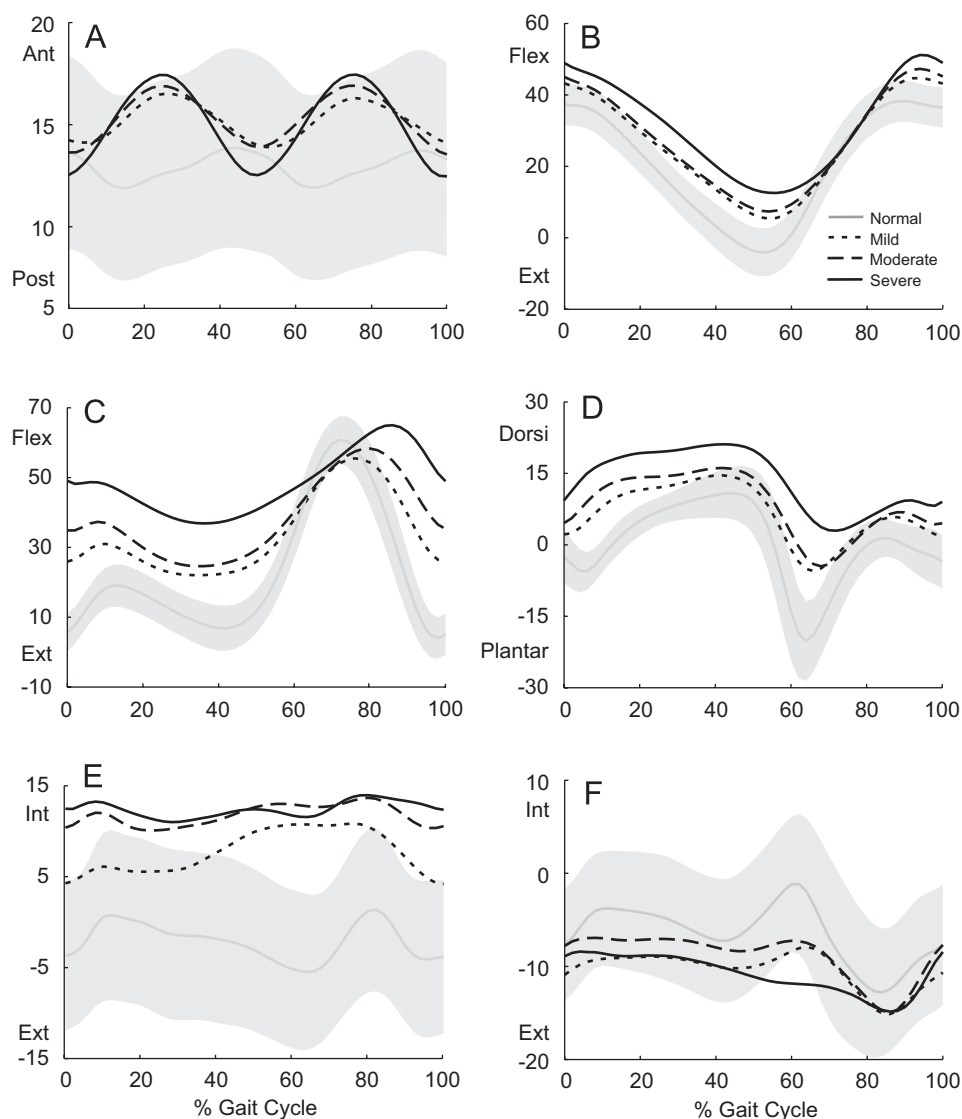 A
20
Ant
15
10
Post
5
0 20 40 60 80 100
B
60
Flex
40
20
0
Ext
-20
0 20 40 60 80 100
Normal
Mild
Moderate
Severe
C
70
Flex
50
30
10
Ext
-10
0 20 40 60 80 100
D
30
Dorsi
15
0
-15
Plantar
-30
0 20 40 60 80 100
E
15
Int
5
-5
Ext
-15
0 20 40 60 80 100
% Gait Cycle
F
10
Int
0
-10
Ext
-20
0 20 40 60 80 100
% Gait Cycle